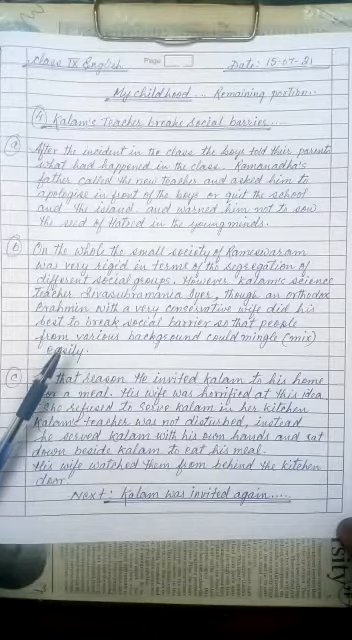 Class IX English Page Date: 15-07-21
My childhood .... Remaining portion..
④ Kalam's Teacher breaks social barrier....
ⓐ After the incident in the class the boys told their parents
what had happened in the class. Ramanadha's
father called the new teacher and asked him to
apologise in front of the boys or quit the school
and the island. and warned him not to sow
the seed of Hatred in the young minds.
ⓑ On the whole the small society of Rameswaram
was very rigid in terms of the segregation of
different social groups. However kalam's science
teacher Sivasubramania Iyer, though an orthodox
Brahmin with a very conservative wife did his
best to break social barrier so that people
from various background could mingle (mix)
easily.
ⓒ that reason He invited kalam to his home
a meal. His wife was horrified at this idea.
She refused to serve kalam in her kitchen
Kalam's teacher was not disturbed, instead
he served kalam with his own hands and sat
down beside kalam to eat his meal.
His wife watched them from behind the kitchen
door.
Next: Kalam was invited again.....